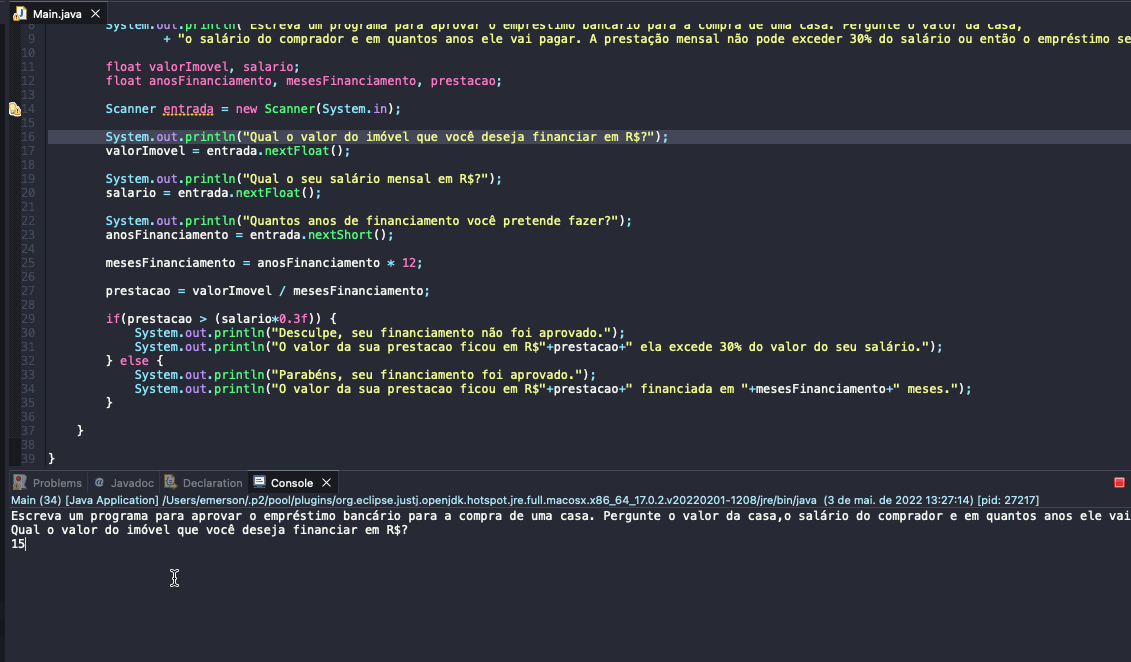 Main.java
8 System.out.println("Escreva um programa para aprovar o empréstimo bancário para a compra de uma casa. Pergunte o valor da casa,"
9 + "o salário do comprador e em quantos anos ele vai pagar. A prestação mensal não pode exceder 30% do salário ou então o empréstimo se
10
11 float valorImovel, salario;
12 float anosFinanciamento, mesesFinanciamento, prestacao;
13
14 Scanner entrada = new Scanner(System.in);
15
16 System.out.println("Qual o valor do imóvel que você deseja financiar em R$?");
17 valorImovel = entrada.nextFloat();
18
19 System.out.println("Qual o seu salário mensal em R$?");
20 salario = entrada.nextFloat();
21
22 System.out.println("Quantos anos de financiamento você pretende fazer?");
23 anosFinanciamento = entrada.nextShort();
24
25 mesesFinanciamento = anosFinanciamento * 12;
26
27 prestacao = valorImovel / mesesFinanciamento;
28
29 if(prestacao > (salario*0.3f)) {
30 System.out.println("Desculpe, seu financiamento não foi aprovado.");
31 System.out.println("O valor da sua prestacao ficou em R$"+prestacao+" ela excede 30% do valor do seu salário.");
32 } else {
33 System.out.println("Parabéns, seu financiamento foi aprovado.");
34 System.out.println("O valor da sua prestacao ficou em R$"+prestacao+" financiada em "+mesesFinanciamento+" meses.");
35 }
36
37 }
38
39 }
Problems @ Javadoc Declaration Console
Main (34) [Java Application] /Users/emerson/.p2/pool/plugins/org.eclipse.justj.openjdk.hotspot.jre.full.macosx.x86_64_17.0.2.v20220201-1208/jre/bin/java (3 de mai. de 2022 13:27:14) [pid: 27217]
Escreva um programa para aprovar o empréstimo bancário para a compra de uma casa. Pergunte o valor da casa,o salário do comprador e em quantos anos ele vai
Qual o valor do imóvel que você deseja financiar em R$?
15